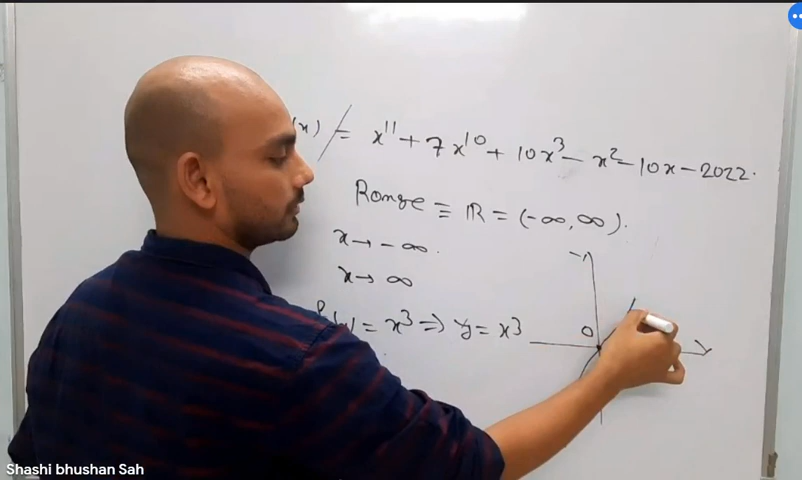 (x) = x¹¹ + 7x¹⁰ + 10x³ - x² - 10x - 2022.
Range ≡ ℝ = (-∞, ∞).
x → -∞.
x → ∞
= x³ ⇒ y = x³
0
Shashi bhushan Sah